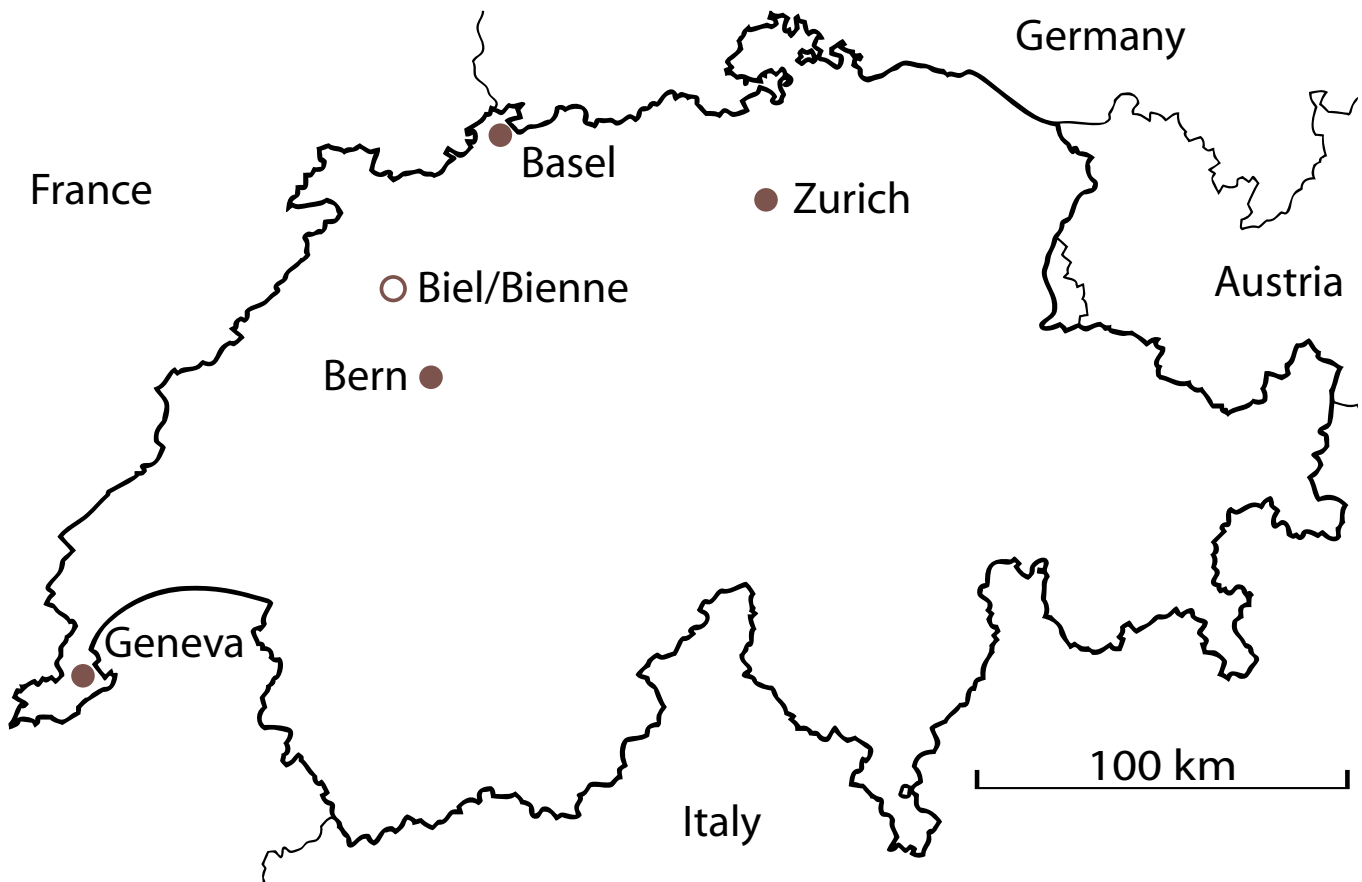 Germany
Basel
France
Zurich
Biel/Bienne
Austria
Bern
Geneva
100 km
Italy